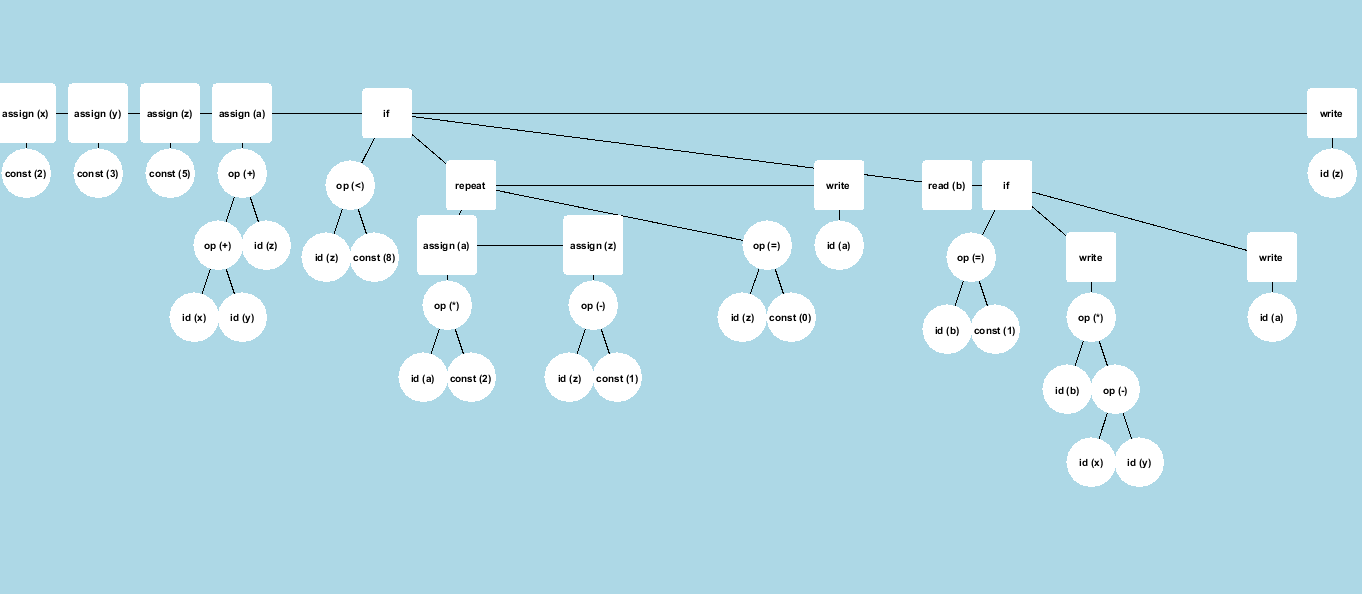 assign (x)
assign (y)
assign (z)
assign (a)
if
write
const (2)
const (3)
const (5)
op (+)
id (z)
op (<)
repeat
write
read (b)
if
op (+)
id (z)
id (z)
const (8)
assign (a)
assign (z)
op (=)
id (a)
op (=)
write
write
id (x)
id (y)
op (*)
op (-)
id (z)
const (0)
id (b)
const (1)
op (*)
id (a)
id (a)
const (2)
id (z)
const (1)
id (b)
op (-)
id (x)
id (y)